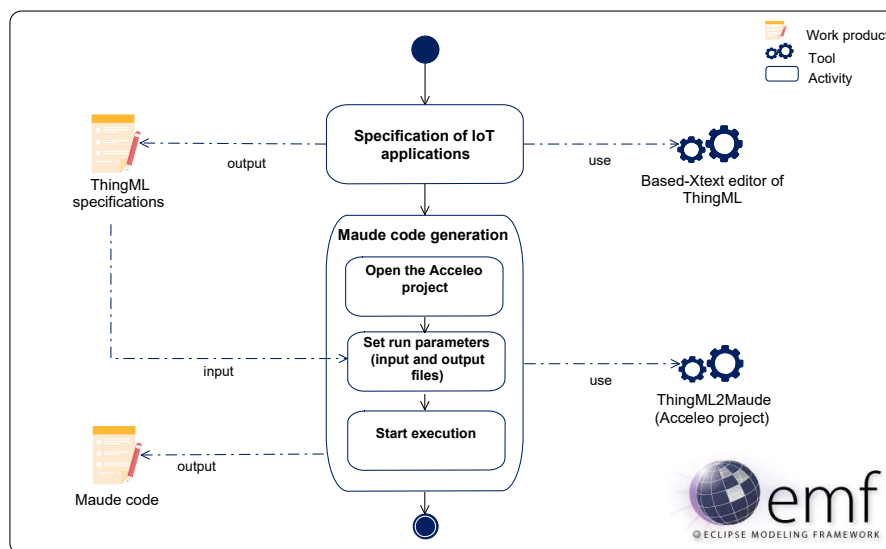 Work product
Tool
Activity
Specification of IoT
applications
output
use
ThingML
specifications
Based-Xtext editor of
ThingML
Maude code generation
Open the Acceleo
project
Set run parameters
(input and output
files)
input
use
ThingML2Maude
(Acceleo project)
Start execution
output
Maude code
emf
ECLIPSE MODELING FRAMEWORK